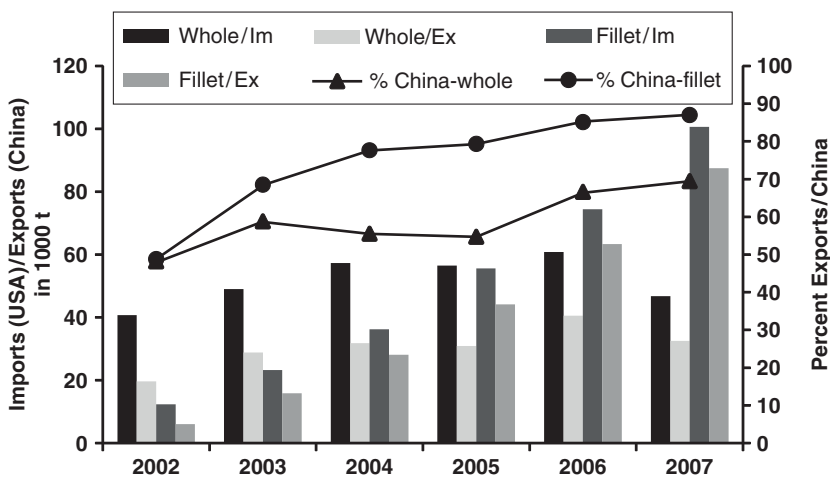 Whole/Im
Whole/Ex
Fillet/Im
Fillet/Ex
% China-whole
% China-fillet
Imports (USA)/Exports (China)
in 1000 t
120
100
80
60
40
20
0
100
90
80
70
60
50
40
30
20
10
0
Percent Exports/China
2002
2003
2004
2005
2006
2007